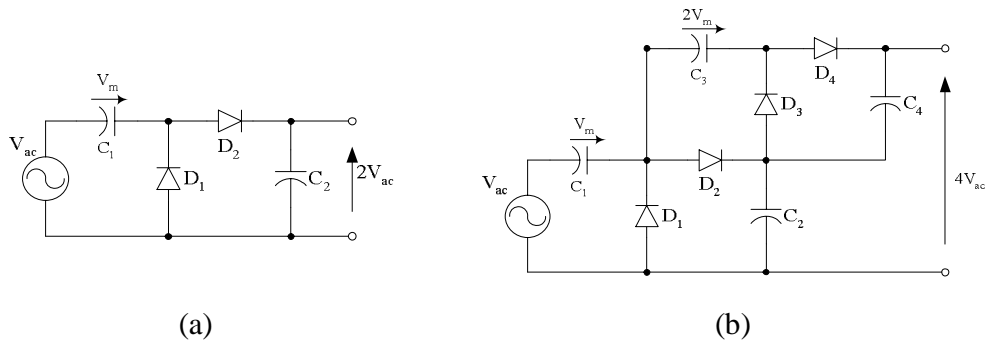 V_m
C_1
V_ac
D_1
D_2
C_2
2V_ac
(a)
2V_m
C_3
D_4
D_3
C_4
V_m
C_1
V_ac
D_2
D_1
C_2
4V_ac
(b)